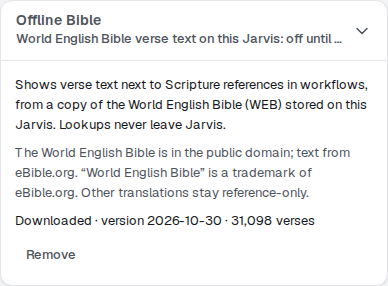 Offline Bible
World English Bible verse text on this Jarvis: off until ...
Shows verse text next to Scripture references in workflows,
from a copy of the World English Bible (WEB) stored on this
Jarvis. Lookups never leave Jarvis.
The World English Bible is in the public domain; text from
eBible.org. “World English Bible” is a trademark of
eBible.org. Other translations stay reference-only.
Downloaded · version 2026-10-30 · 31,098 verses
Remove